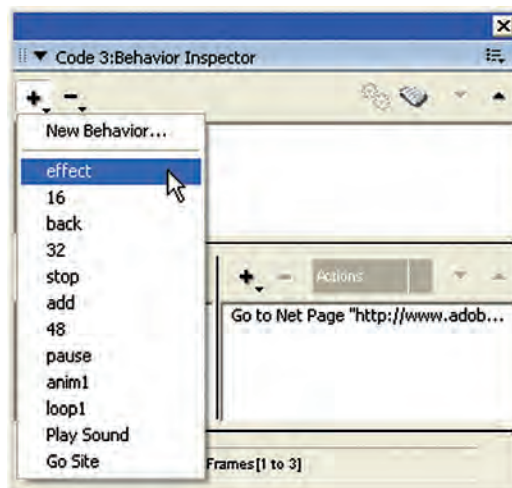 Code 3:Behavior Inspector
New Behavior...
effect
16
back
32
stop
add
48
pause
anim1
loop1
Play Sound
Go Site
Actions
Go to Net Page "http://www.adob...
Frames[1 to 3]